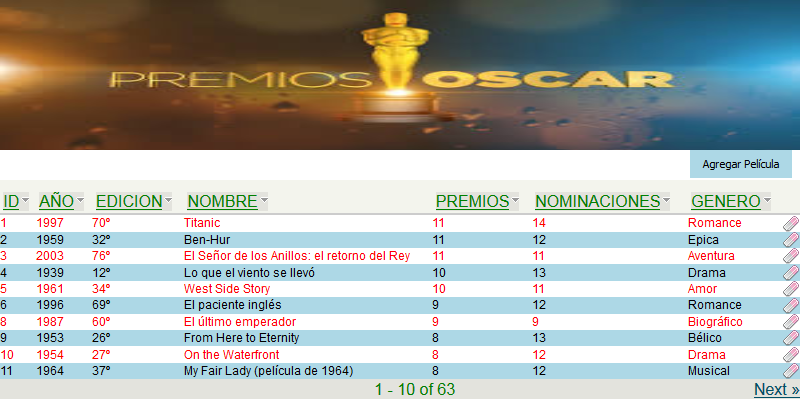 PREMIOS OSCAR
Agregar Película
ID AÑO EDICION NOMBRE PREMIOS NOMINACIONES GENERO
1 1997 70º Titanic 11 14 Romance
2 1959 32º Ben-Hur 11 12 Epica
3 2003 76º El Señor de los Anillos: el retorno del Rey 11 11 Aventura
4 1939 12º Lo que el viento se llevó 10 13 Drama
5 1961 34º West Side Story 10 11 Amor
6 1996 69º El paciente inglés 9 12 Romance
8 1987 60º El último emperador 9 9 Biográfico
9 1953 26º From Here to Eternity 8 13 Bélico
10 1954 27º On the Waterfront 8 12 Drama
11 1964 37º My Fair Lady (película de 1964) 8 12 Musical
1 - 10 of 63
Next »